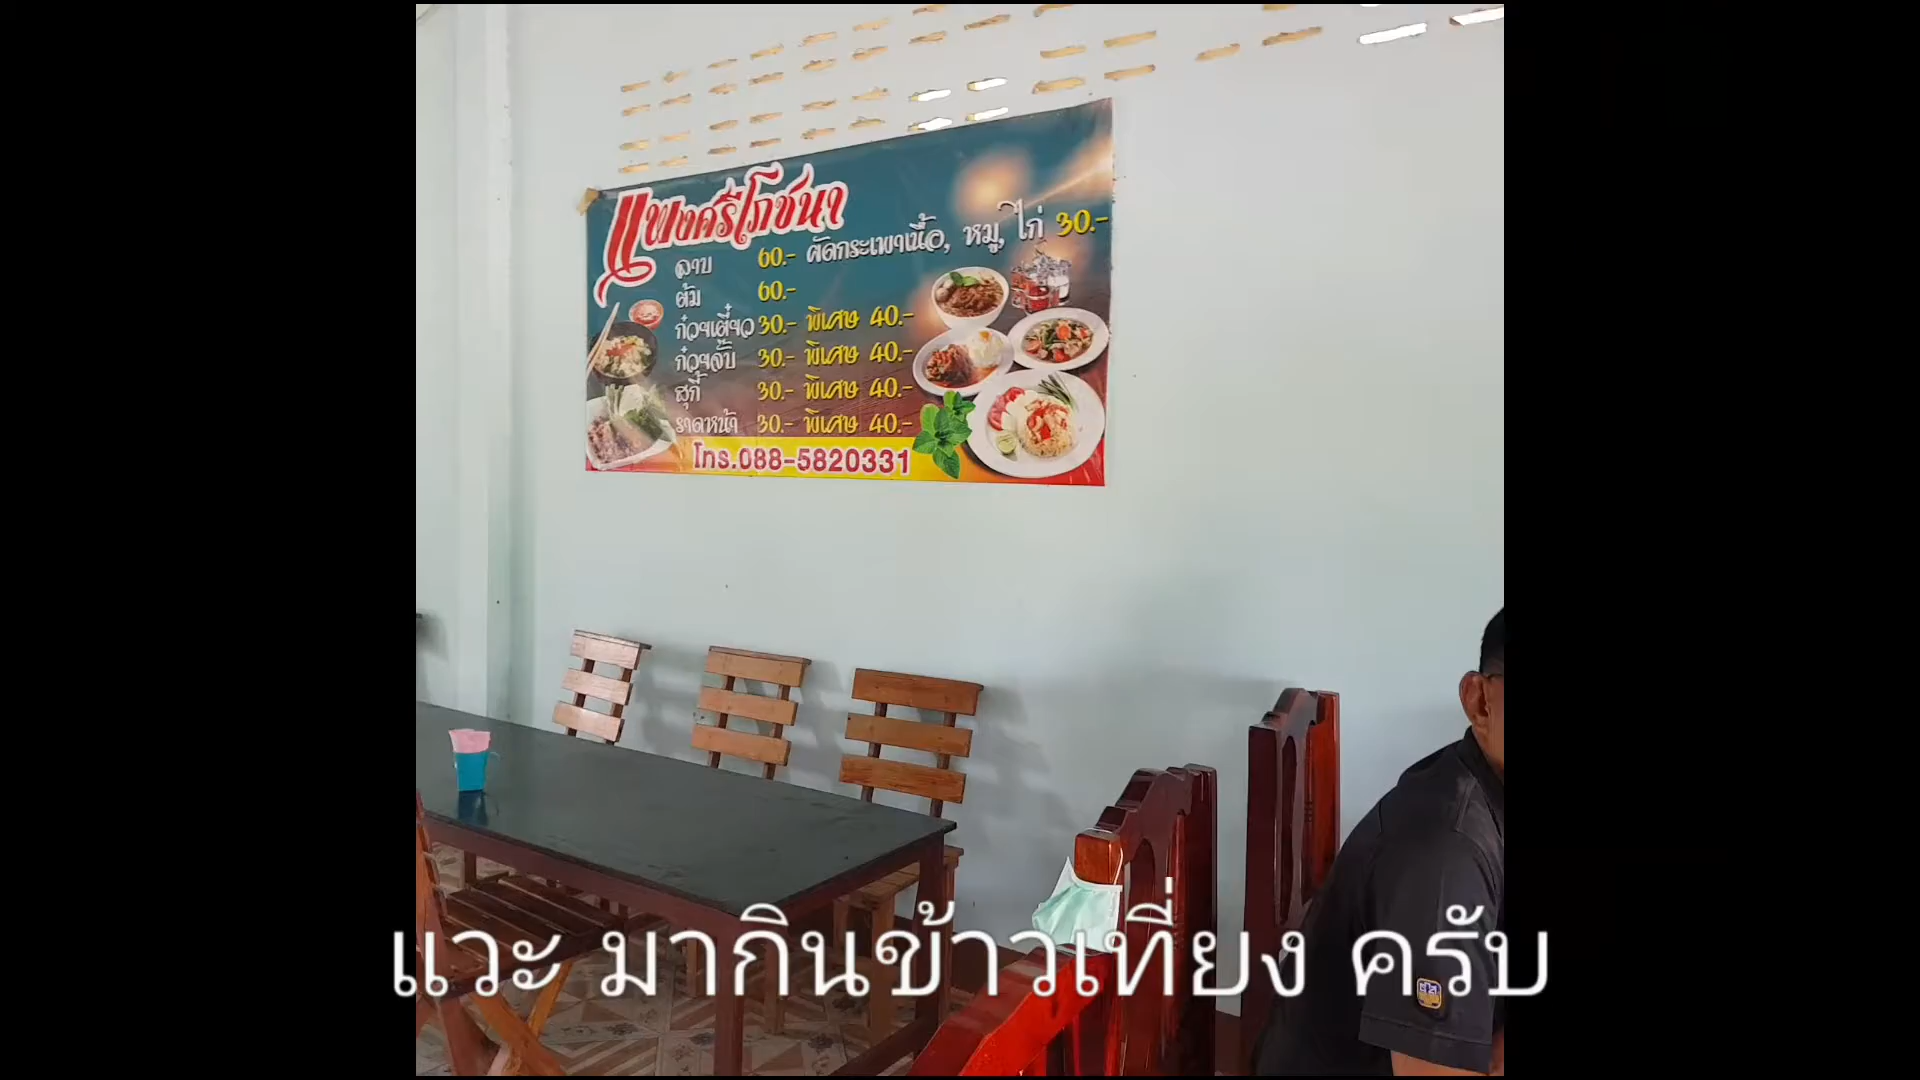 แพงศรีโภชนา
ลาบ 60.- ผัดกระเพาเนื้อ, หมู, ไก่ 30.-
ต้ม 60.-
ก๋วยเตี๋ยว 30.- พิเศษ 40.-
ก๋วยจั๊บ 30.- พิเศษ 40.-
สุกี้ 30.- พิเศษ 40.-
ราดหน้า 30.- พิเศษ 40.-
โทร.088-5820331
แวะ มากินข้าวเที่ยง ครับ